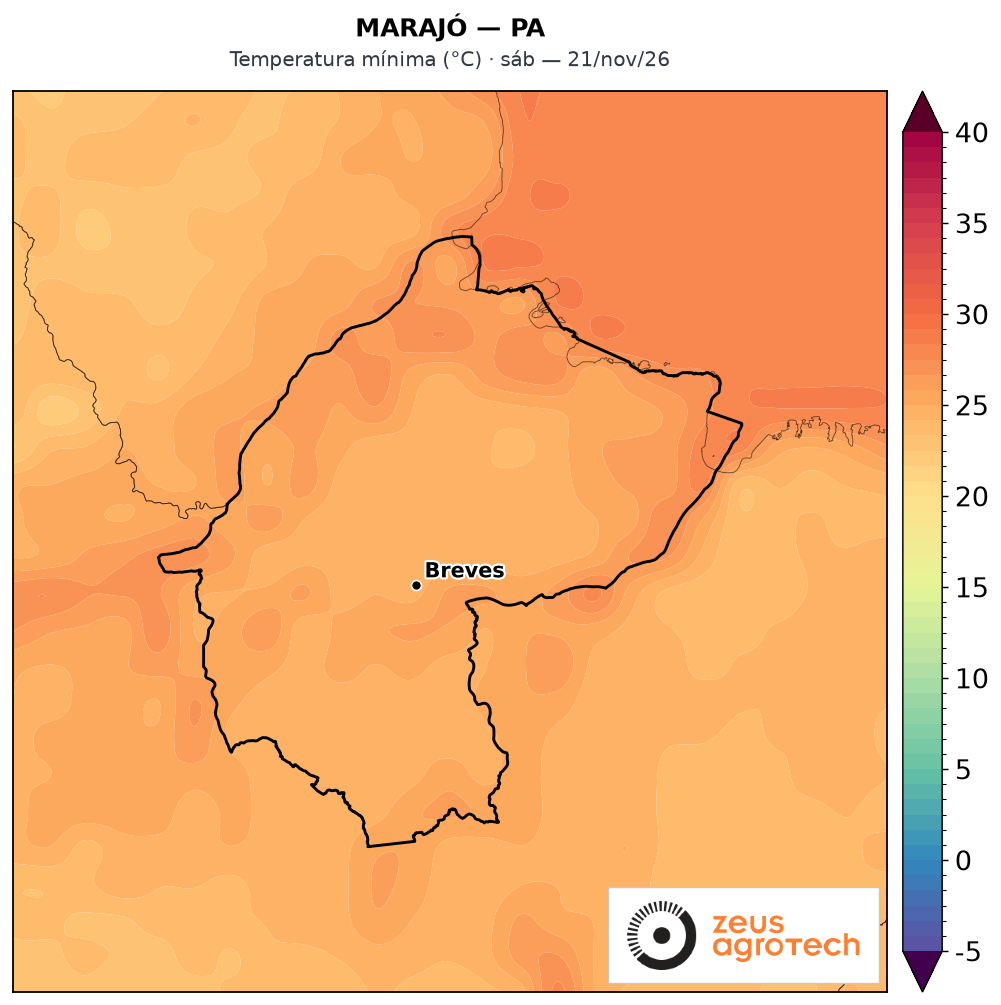 MARAJÓ — PA
Temperatura mínima (°C) · sáb — 21/nov/26
40
35
30
25
20
15
10
5
0
-5
Breves
zeus
agrotech